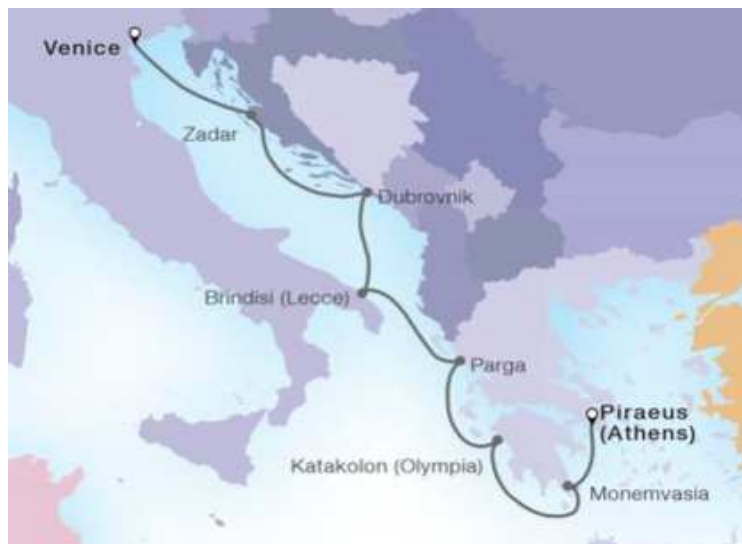 Venice
Zadar
Dubrovnik
Brindisi (Lecce)
Parga
Piraeus
(Athens)
Katakolon (Olympia)
Monemvasia